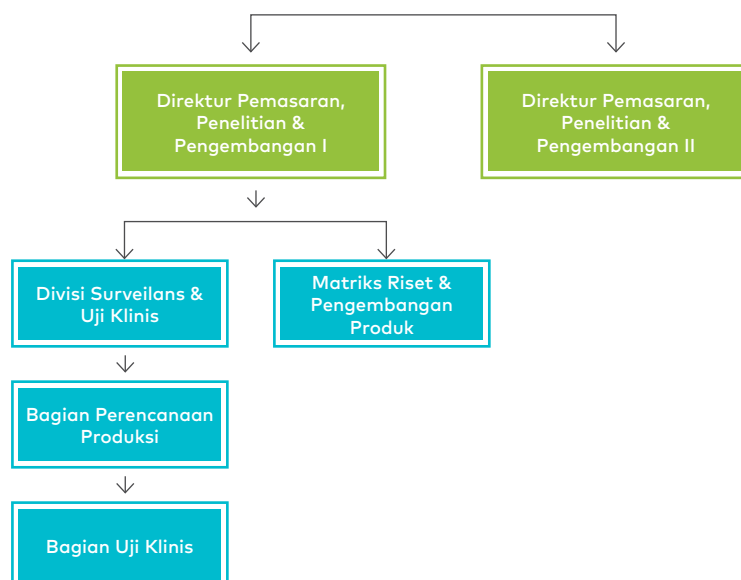 Direktur Pemasaran,
Penelitian &
Pengembangan I
Direktur Pemasaran,
Penelitian &
Pengembangan II
Divisi Surveilans &
Uji Klinis
Matriks Riset &
Pengembangan
Produk
Bagian Perencanaan
Produksi
Bagian Uji Klinis